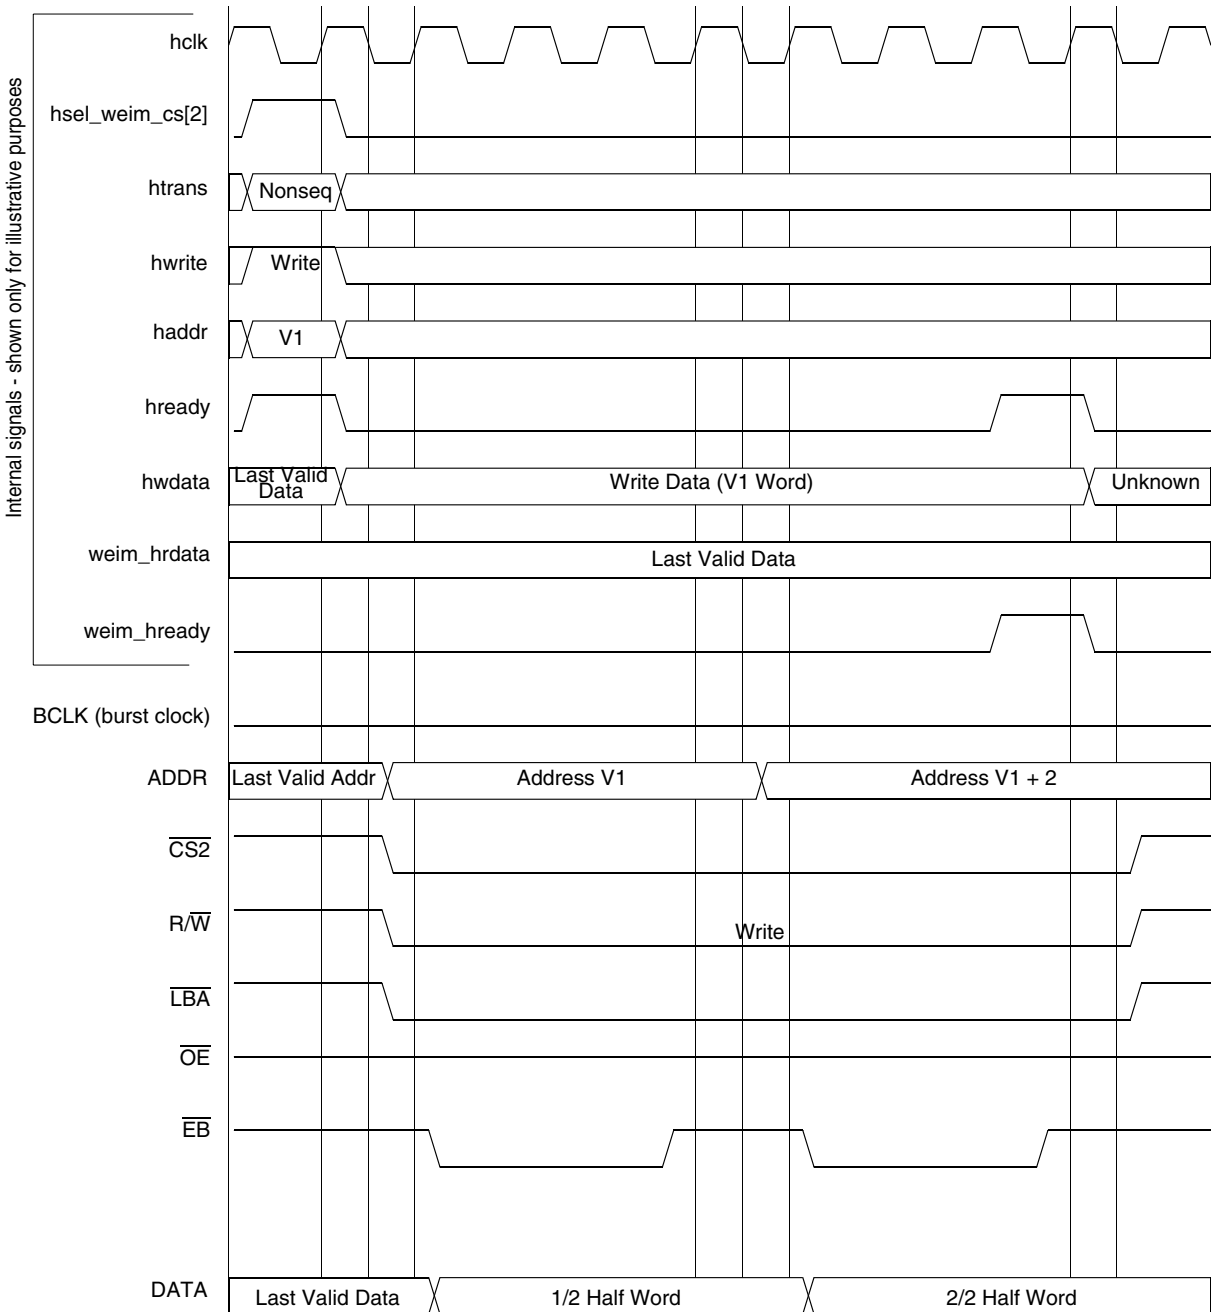 Internal signals - shown only for illustrative purposes
hclk
hsel_weim_cs[2]
htrans
Nonseq
hwrite
Write
haddr
V1
hready
hwdata
Last Valid
Data
Write Data (V1 Word)
Unknown
weim_hrdata
Last Valid Data
weim_hready
BCLK (burst clock)
ADDR
Last Valid Addr
Address V1
Address V1 + 2
CS2
R/W
Write
LBA
OE
EB
DATA
Last Valid Data
1/2 Half Word
2/2 Half Word